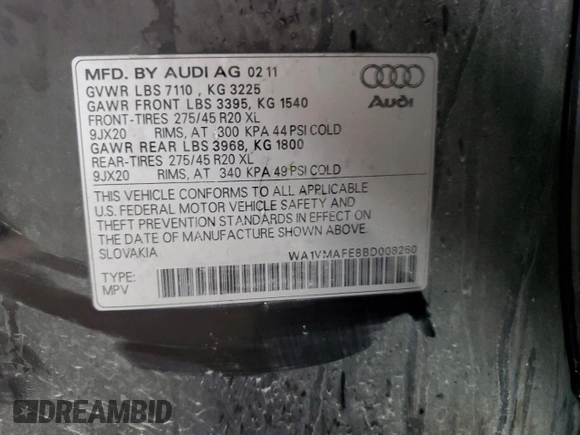 MFD. BY AUDI AG 02 11
GVWR LBS 7110 , KG 3225
GAWR FRONT LBS 3395, KG 1540
FRONT-TIRES 275/45 R20 XL
9JX20 RIMS, AT 300 KPA 44 PSI COLD
GAWR REAR LBS 3968, KG 1800
REAR-TIRES 275/45 R20 XL
9JX20 RIMS, AT 340 KPA 49 PSI COLD
Audi
THIS VEHICLE CONFORMS TO ALL APPLICABLE
U.S. FEDERAL MOTOR VEHICLE SAFETY AND
THEFT PREVENTION STANDARDS IN EFFECT ON
THE DATE OF MANUFACTURE SHOWN ABOVE.
SLOVAKIA WA1VMAFE8BD008260
TYPE:
MPV
DREAMBID